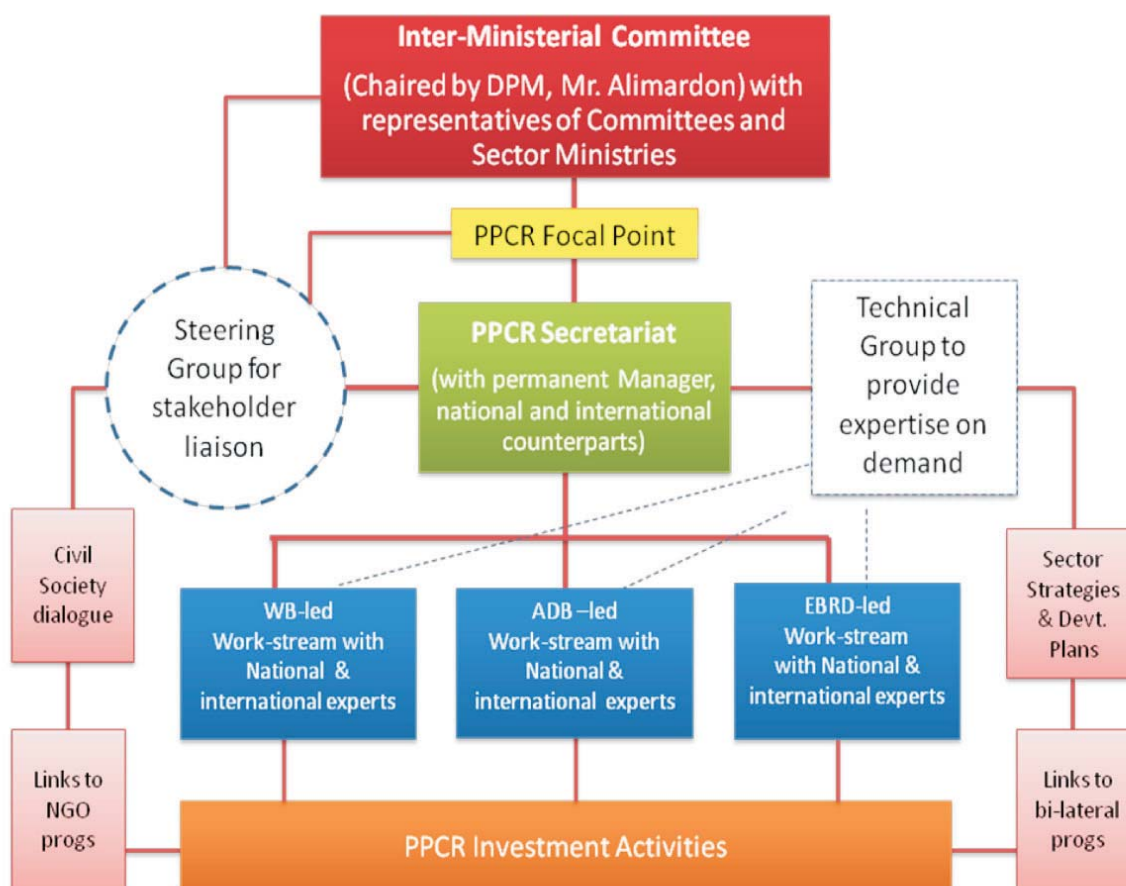 Inter-Ministerial Committee
(Chaired by DPM, Mr. Alimardon) with
representatives of Committees and
Sector Ministries
PPCR Focal Point
Steering
Group for
stakeholder
liaison
PPCR Secretariat
(with permanent Manager,
national and international
counterparts)
Technical
Group to
provide
expertise on
demand
Civil
Society
dialogue
WB-led
Work-stream with
National &
international experts
ADB –led
Work-stream with
National &
international experts
EBRD-led
Work-stream
with National &
international experts
Sector
Strategies
& Devt.
Plans
Links to
NGO
progs
PPCR Investment Activities
Links to
bi-lateral
progs